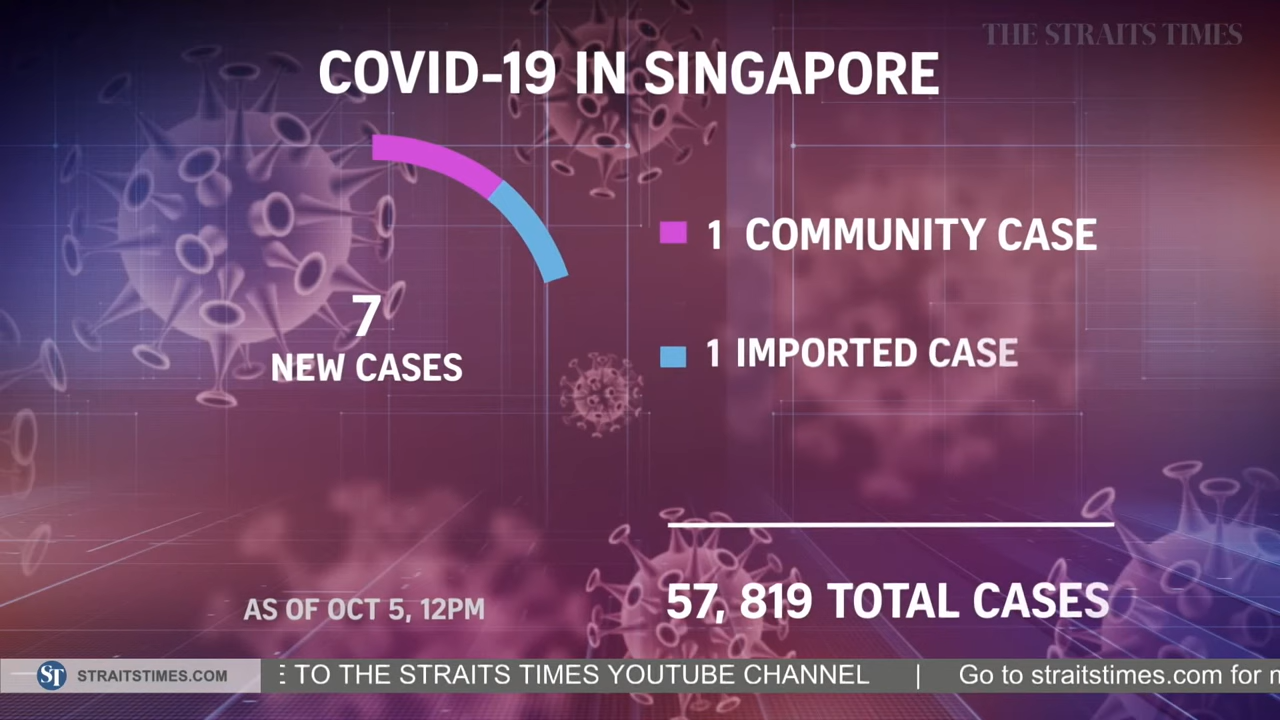 THE STRAITS TIMES
COVID-19 IN SINGAPORE
7
NEW CASES
1 COMMUNITY CASE
1 IMPORTED CASE
57, 819 TOTAL CASES
AS OF OCT 5, 12PM
ST STRAITSTIMES.COM
TO THE STRAITS TIMES YOUTUBE CHANNEL | Go to straitstimes.com for